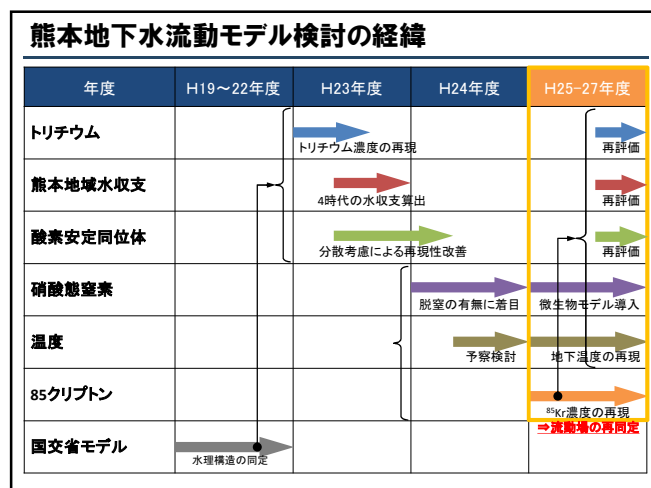 熊本地下水流動モデル検討の経緯
年度 H19～22年度 H23年度 H24年度 H25-27年度
トリチウム
トリチウム濃度の再現 再評価
熊本地域水収支
4時代の水収支算出 再評価
酸素安定同位体
分散考慮による再現性改善 再評価
硝酸態窒素
脱窒の有無に着目 微生物モデル導入
温度
予察検討 地下温度の再現
85クリプトン
⁸⁵Kr濃度の再現
⇒流動場の再同定
国交省モデル
水理構造の同定